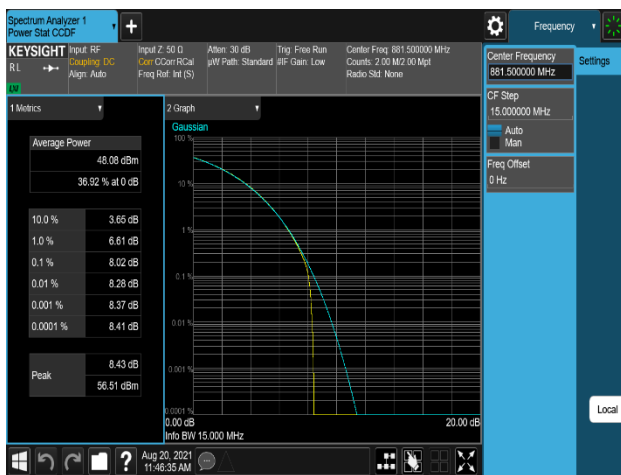 Spectrum Analyzer 1
Power Stat CCDF
Frequency
KEYSIGHT
R L
LVI
Input: RF
Coupling: DC
Align: Auto
Input Z: 50 Ω
Corr CCorr RCal
Freq Ref: Int (S)
Atten: 30 dB
µW Path: Standard
Trig: Free Run
#IF Gain: Low
Center Freq: 881.500000 MHz
Counts: 2.00 M/2.00 Mpt
Radio Std: None
Center Frequency
881.500000 MHz
Settings
CF Step
15.000000 MHz
Auto
Man
Freq Offset
0 Hz
1 Metrics
Average Power
48.08 dBm
36.92 % at 0 dB
10.0 % 3.65 dB
1.0 % 6.61 dB
0.1 % 8.02 dB
0.01 % 8.28 dB
0.001 % 8.37 dB
0.0001 % 8.41 dB
Peak
8.43 dB
56.51 dBm
2 Graph
Gaussian
100 %
10 %
1 %
0.1 %
0.01 %
0.001 %
0.0001 %
0.00 dB 20.00 dB
Info BW 15.000 MHz
Local
?
Aug 20, 2021
11:46:35 AM